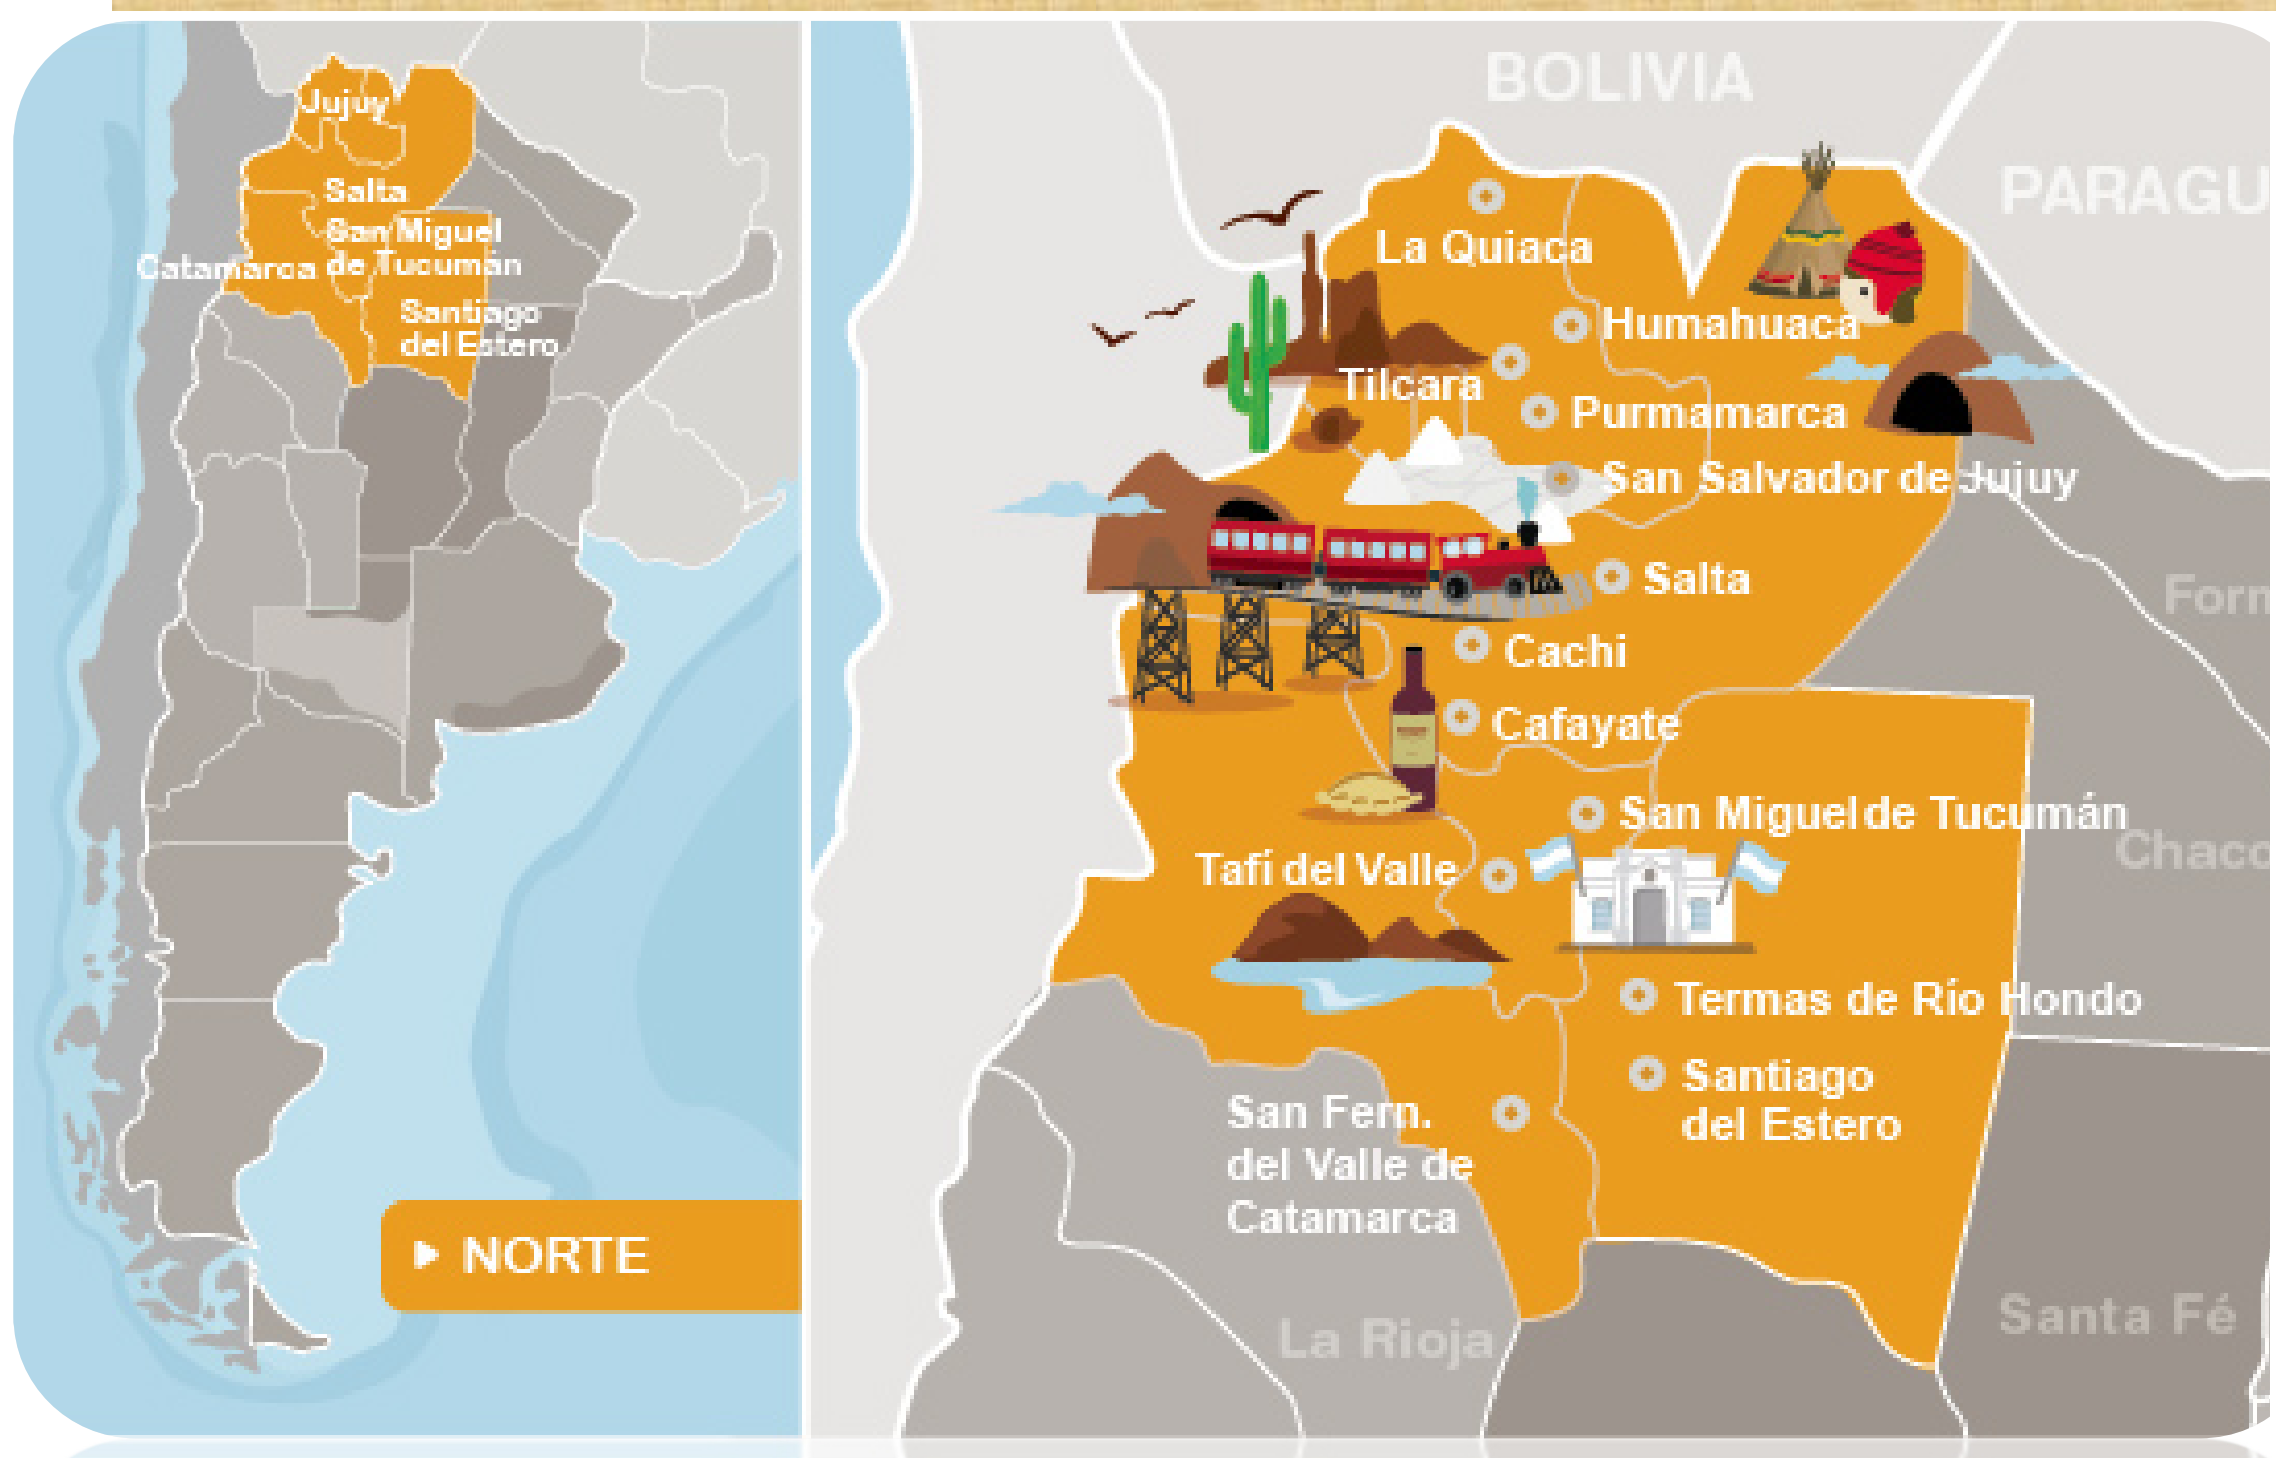 Jujuy
Salta
San Miguel
de Tucumán
Catamarca
Santiago
del Estero
NORTE
BOLIVIA
PARAGU
La Quiaca
Humahuaca
Tilcara
Purmamarca
San Salvador de Jujuy
Salta
Form
Cachi
Cafayate
San Miguel de Tucumán
Chaco
Tafí del Valle
Termas de Río Hondo
Santiago
del Estero
San Fern.
del Valle de
Catamarca
Santa Fé
La Rioja